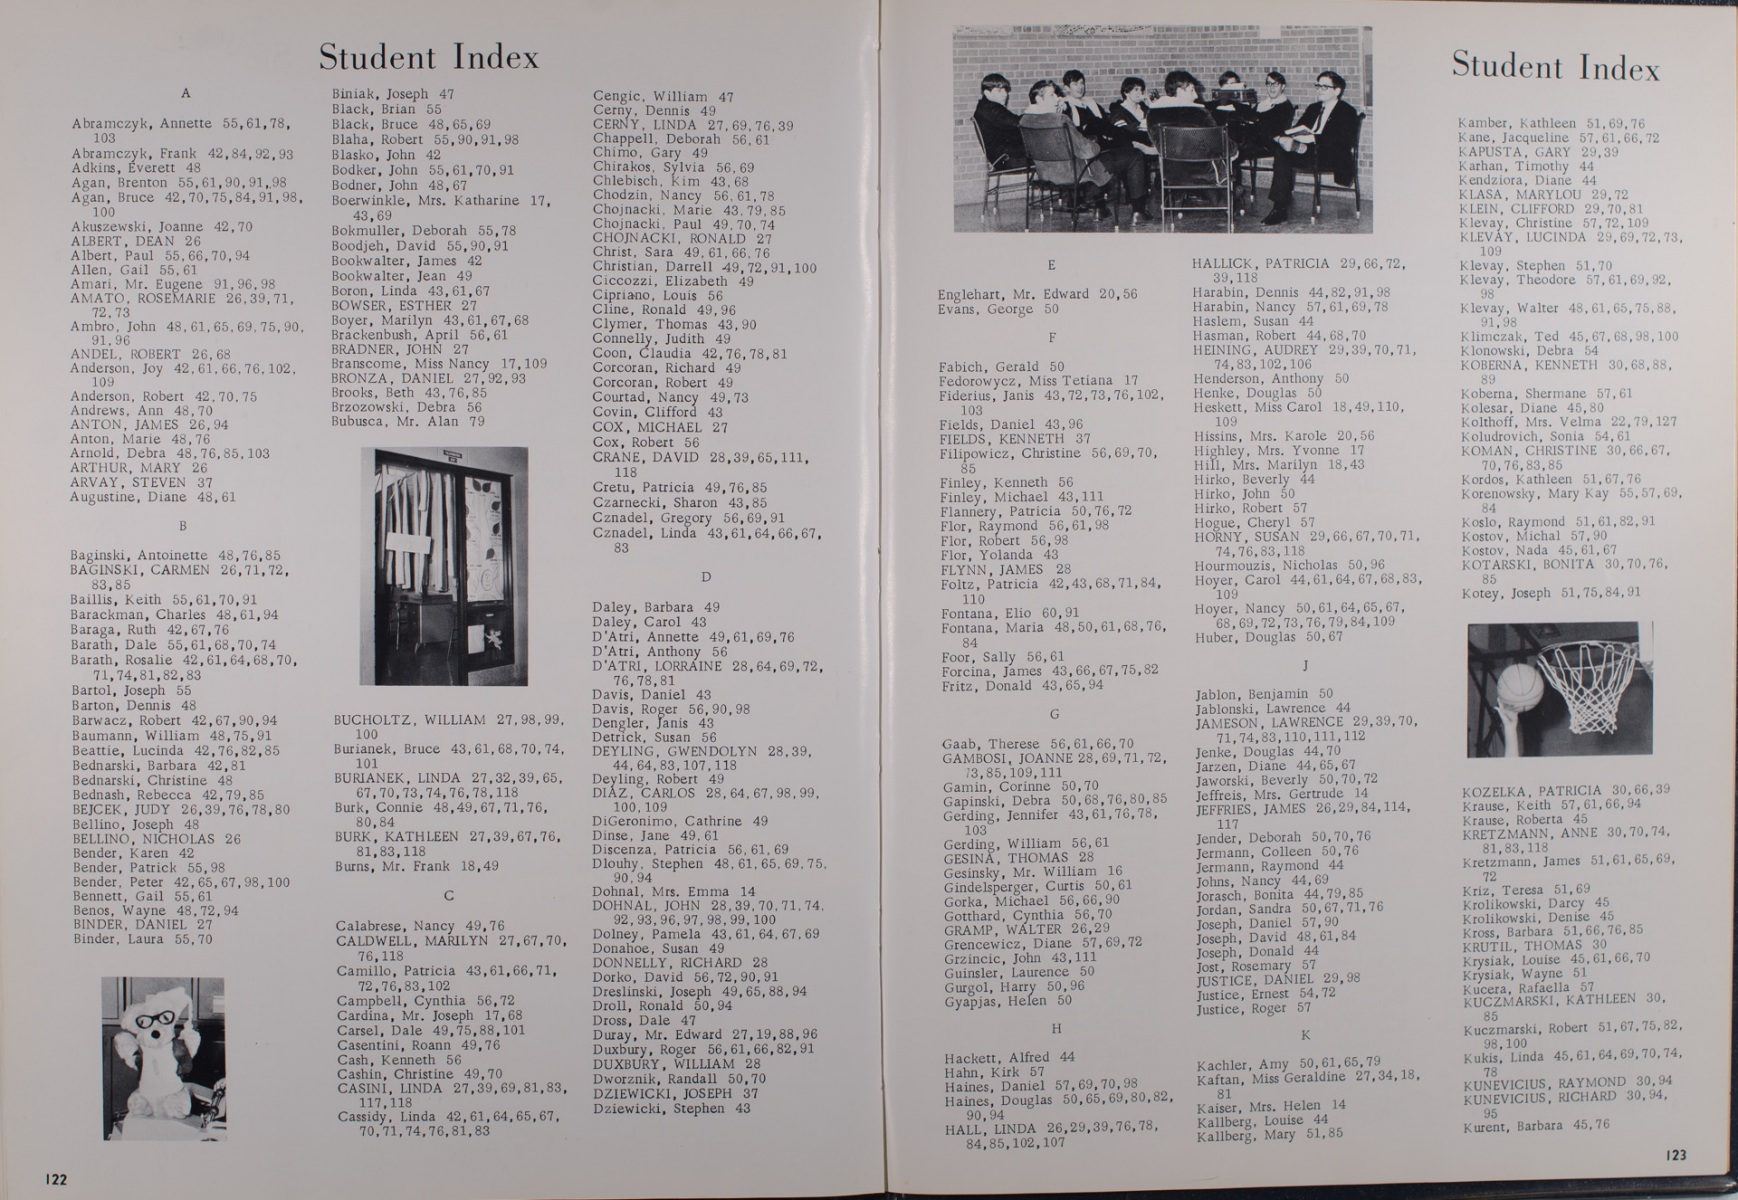 Student Index
A
Abramczyk, Annette 55,61,78,
103
Abramczyk, Frank 42,84,92,93
Adkins, Everett 48
Agan, Brenton 55,61,90,91,98
Agan, Bruce 42,70,75,84,91,98,
100
Akuszewski, Joanne 42,70
ALBERT, DEAN 26
Albert, Paul 55,66,70,94
Allen, Gail 55,61
Amari, Mr. Eugene 91,96,98
AMATO, ROSEMARIE 26,39,71,
72,73
Ambro, John 48,61,65,69,75,90,
91,96
ANDEL, ROBERT 26,68
Anderson, Joy 42,61,66,76,102,
109
Anderson, Robert 42,70,75
Andrews, Ann 48,70
ANTON, JAMES 26,94
Anton, Marie 48,76
Arnold, Debra 48,76,85,103
ARTHUR, MARY 26
ARVAY, STEVEN 37
Augustine, Diane 48,61
B
Baginski, Antoinette 48,76,85
BAGINSKI, CARMEN 26,71,72,
83,85
Baillis, Keith 55,61,70,91
Barackman, Charles 48,61,94
Baraga, Ruth 42,67,76
Barath, Dale 55,61,68,70,74
Barath, Rosalie 42,61,64,68,70,
71,74,81,82,83
Bartol, Joseph 55
Barton, Dennis 48
Barwacz, Robert 42,67,90,94
Baumann, William 48,75,91
Beattie, Lucinda 42,76,82,85
Bednarski, Barbara 42,81
Bednarski, Christine 48
Bednash, Rebecca 42,79,85
BEJCEK, JUDY 26,39,76,78,80
Bellino, Joseph 48
BELLINO, NICHOLAS 26
Bender, Karen 42
Bender, Patrick 55,98
Bender, Peter 42,65,67,98,100
Bennett, Gail 55,61
Benos, Wayne 48,72,94
BINDER, DANIEL 27
Binder, Laura 55,70
122
Biniak, Joseph 47
Black, Brian 55
Black, Bruce 48,65,69
Blaha, Robert 55,90,91,98
Blasko, John 42
Bodker, John 55,61,70,91
Bodner, John 48,67
Boerwinkle, Mrs. Katharine 17,
43,69
Bokmuller, Deborah 55,78
Boodjeh, David 55,90,91
Bookwalter, James 42
Bookwalter, Jean 49
Boron, Linda 43,61,67
BOWSER, ESTHER 27
Boyer, Marilyn 43,61,67,68
Brackenbush, April 56,61
BRADNER, JOHN 27
Branscome, Miss Nancy 17,109
BRONZA, DANIEL 27,92,93
Brooks, Beth 43,76,85
Brzozowski, Debra 56
Bubusca, Mr. Alan 79
BUCHOLTZ, WILLIAM 27,98,99,
100
Burianek, Bruce 43,61,68,70,74,
101
BURIANEK, LINDA 27,32,39,65,
67,70,73,74,76,78,118
Burk, Connie 48,49,67,71,76,
80,84
BURK, KATHLEEN 27,39,67,76,
81,83,118
Burns, Mr. Frank 18,49
C
Calabrese, Nancy 49,76
CALDWELL, MARILYN 27,67,70,
76,118
Camillo, Patricia 43,61,66,71,
72,76,83,102
Campbell, Cynthia 56,72
Cardina, Mr. Joseph 17,68
Carsel, Dale 49,75,88,101
Casentini, Roann 49,76
Cash, Kenneth 56
Cashin, Christine 49,70
CASINI, LINDA 27,39,69,81,83,
117,118
Cassidy, Linda 42,61,64,65,67,
70,71,74,76,81,83
Cengic, William 47
Cerny, Dennis 49
CERNY, LINDA 27,69,76,39
Chappell, Deborah 56,61
Chimo, Gary 49
Chirakos, Sylvia 56,69
Chlebisch, Kim 43,68
Chodzin, Nancy 56,61,78
Chojnacki, Marie 43,79,85
Chojnacki, Paul 49,70,74
CHOJNACKI, RONALD 27
Christ, Sara 49,61,66,76
Christian, Darrell 49,72,91,100
Ciccozzi, Elizabeth 49
Cipriano, Louis 56
Cline, Ronald 49,96
Clymer, Thomas 43,90
Connelly, Judith 49
Coon, Claudia 42,76,78,81
Corcoran, Richard 49
Corcoran, Robert 49
Courtad, Nancy 49,73
Covin, Clifford 43
COX, MICHAEL 27
Cox, Robert 56
CRANE, DAVID 28,39,65,111,
118
Cretu, Patricia 49,76,85
Czarnecki, Sharon 43,85
Cznadel, Gregory 56,69,91
Cznadel, Linda 43,61,64,66,67,
83
D
Daley, Barbara 49
Daley, Carol 43
D'Atri, Annette 49,61,69,76
D'Atri, Anthony 56
D'ATRI, LORRAINE 28,64,69,72,
76,78,81
Davis, Daniel 43
Davis, Roger 56,90,98
Dengler, Janis 43
Detrick, Susan 56
DEYLING, GWENDOLYN 28,39,
44,64,83,107,118
Deyling, Robert 49
DIAZ, CARLOS 28,64,67,98,99,
100,109
DiGeronimo, Cathrine 49
Dinse, Jane 49,61
Discenza, Patricia 56,61,69
Dlouhy, Stephen 48,61,65,69,75,
90,94
Dohnal, Mrs. Emma 14
DOHNAL, JOHN 28,39,70,71,74,
92,93,96,97,98,99,100
Dolney, Pamela 43,61,64,67,69
Donahoe, Susan 49
DONNELLY, RICHARD 28
Dorko, David 56,72,90,91
Dreslinski, Joseph 49,65,88,94
Droll, Ronald 50,94
Dross, Dale 47
Duray, Mr. Edward 27,19,88,96
Duxbury, Roger 56,61,66,82,91
DUXBURY, WILLIAM 28
Dworznik, Randall 50,70
DZIEWICKI, JOSEPH 37
Dziewicki, Stephen 43
Student Index
E
Englehart, Mr. Edward 20,56
Evans, George 50
F
Fabich, Gerald 50
Fedorowycz, Miss Tetiana 17
Fiderius, Janis 43,72,73,76,102,
103
Fields, Daniel 43,96
FIELDS, KENNETH 37
Filipowicz, Christine 56,69,70,
85
Finley, Kenneth 56
Finley, Michael 43,111
Flannery, Patricia 50,76,72
Flor, Raymond 56,61,98
Flor, Robert 56,98
Flor, Yolanda 43
FLYNN, JAMES 28
Foltz, Patricia 42,43,68,71,84,
110
Fontana, Elio 60,91
Fontana, Maria 48,50,61,68,76,
84
Foor, Sally 56,61
Forcina, James 43,66,67,75,82
Fritz, Donald 43,65,94
G
Gaab, Therese 56,61,66,70
GAMBOSI, JOANNE 28,69,71,72,
73,85,109,111
Gamin, Corinne 50,70
Gapinski, Debra 50,68,76,80,85
Gerding, Jennifer 43,61,76,78,
103
Gerding, William 56,61
GESINA, THOMAS 28
Gesinsky, Mr. William 16
Gindelsperger, Curtis 50,61
Gorka, Michael 56,66,90
Gotthard, Cynthia 56,70
GRAMP, WALTER 26,29
Grencewicz, Diane 57,69,72
Grzincic, John 43,111
Guinsler, Laurence 50
Gurgol, Harry 50,96
Gyapjas, Helen 50
H
Hackett, Alfred 44
Hahn, Kirk 57
Haines, Daniel 57,69,70,98
Haines, Douglas 50,65,69,80,82,
90,94
HALL, LINDA 26,29,39,76,78,
84,85,102,107
HALLICK, PATRICIA 29,66,72,
39,118
Harabin, Dennis 44,82,91,98
Harabin, Nancy 57,61,69,78
Haslem, Susan 44
Hasman, Robert 44,68,70
HEINING, AUDREY 29,39,70,71,
74,83,102,106
Henderson, Anthony 50
Henke, Douglas 50
Heskett, Miss Carol 18,49,110,
109
Hissins, Mrs. Karole 20,56
Highley, Mrs. Yvonne 17
Hill, Mrs. Marilyn 18,43
Hirko, Beverly 44
Hirko, John 50
Hirko, Robert 57
Hogue, Cheryl 57
HORNY, SUSAN 29,66,67,70,71,
74,76,83,118
Hourmouzis, Nicholas 50,96
Hoyer, Carol 44,61,64,67,68,83,
109
Hoyer, Nancy 50,61,64,65,67,
68,69,72,73,76,79,84,109
Huber, Douglas 50,67
J
Jablon, Benjamin 50
Jablonski, Lawrence 44
JAMESON, LAWRENCE 29,39,70,
71,74,83,110,111,112
Jenke, Douglas 44,70
Jarzen, Diane 44,65,67
Jaworski, Beverly 50,70,72
Jeffreis, Mrs. Gertrude 14
JEFFRIES, JAMES 26,29,84,114,
117
Jender, Deborah 50,70,76
Jermann, Colleen 50,76
Jermann, Raymond 44
Johns, Nancy 44,69
Jorasch, Bonita 44,79,85
Jordan, Sandra 50,67,71,76
Joseph, Daniel 57,90
Joseph, David 48,61,84
Joseph, Donald 44
Jost, Rosemary 57
JUSTICE, DANIEL 29,98
Justice, Ernest 54,72
Justice, Roger 57
K
Kachler, Amy 50,61,65,79
Kaftan, Miss Geraldine 27,34,18,
81
Kaiser, Mrs. Helen 14
Kallberg, Louise 44
Kallberg, Mary 51,85
Kamber, Kathleen 51,69,76
Kane, Jacqueline 57,61,66,72
KAPUSTA, GARY 29,39
Karhan, Timothy 44
Kendziora, Diane 44
KLASA, MARYLOU 29,72
KLEIN, CLIFFORD 29,70,81
Klevay, Christine 57,72,109
KLEVAY, LUCINDA 29,69,72,73,
109
Klevay, Stephen 51,70
Klevay, Theodore 57,61,69,92,
98
Klevay, Walter 48,61,65,75,88,
91,98
Klimczak, Ted 45,67,68,98,100
Klonowski, Debra 54
KOBERNA, KENNETH 30,68,88,
89
Koberna, Shermane 57,61
Kolesar, Diane 45,80
Kolthoff, Mrs. Velma 22,79,127
Koludrovich, Sonia 54,61
KOMAN, CHRISTINE 30,66,67,
70,76,83,85
Kordos, Kathleen 51,67,76
Korenowsky, Mary Kay 55,57,69,
84
Koslo, Raymond 51,61,82,91
Kostov, Michal 57,90
Kostov, Nada 45,61,67
KOTARSKI, BONITA 30,70,76,
85
Kotey, Joseph 51,75,84,91
KOZELKA, PATRICIA 30,66,39
Krause, Keith 57,61,66,94
Krause, Roberta 45
KRETZMANN, ANNE 30,70,74,
81,83,118
Kretzmann, James 51,61,65,69,
72
Kriz, Teresa 51,69
Krolikowski, Darcy 45
Krolikowski, Denise 45
Kross, Barbara 51,66,76,85
KRUTIL, THOMAS 30
Krysiak, Louise 45,61,66,70
Krysiak, Wayne 51
Kucera, Rafaella 57
KUCZMARSKI, KATHLEEN 30,
85
Kuczmarski, Robert 51,67,75,82,
98,100
Kukis, Linda 45,61,64,69,70,74,
78
KUNEVICIUS, RAYMOND 30,94
KUNEVICIUS, RICHARD 30,94,
95
Kurent, Barbara 45,76
123